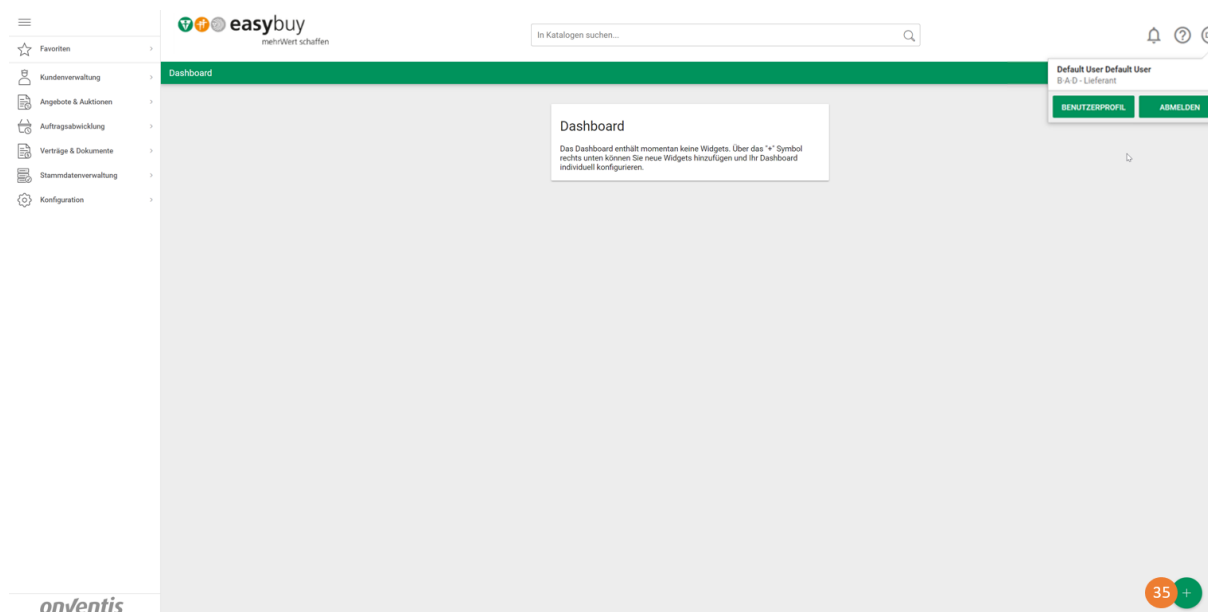 easybuy
mehrWert schaffen
In Katalogen suchen...
Favoriten
Kundenverwaltung
Angebote & Auktionen
Auftragsabwicklung
Verträge & Dokumente
Stammdatenverwaltung
Konfiguration
Dashboard
Default User Default User
B·A·D - Lieferant
BENUTZERPROFIL
ABMELDEN
Dashboard
Das Dashboard enthält momentan keine Widgets. Über das "+" Symbol
rechts unten können Sie neue Widgets hinzufügen und Ihr Dashboard
individuell konfigurieren.
35 +
onventis